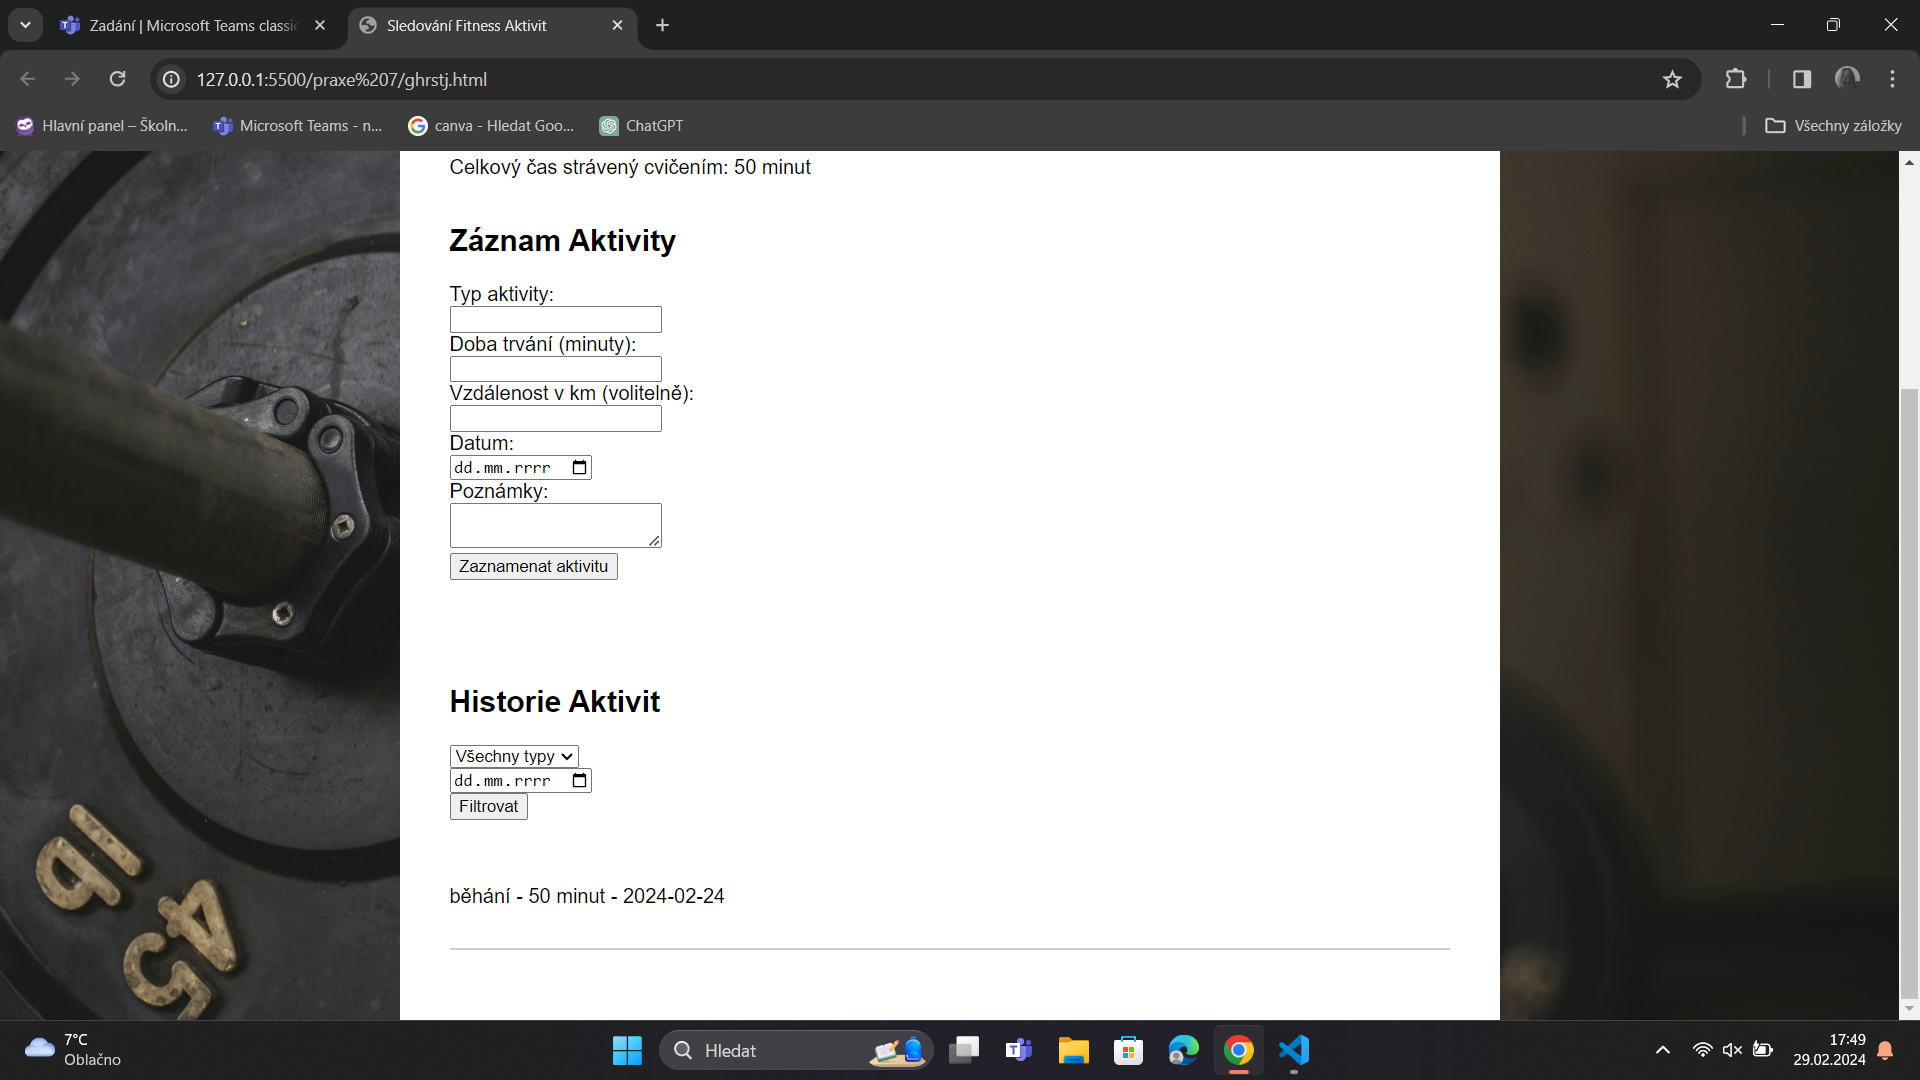 Zadání | Microsoft Teams classic
Sledování Fitness Aktivit
127.0.0.1:5500/praxe%207/ghrstj.html
Hlavní panel – Školn...
Microsoft Teams - n...
canva - Hledat Goo...
ChatGPT
Všechny záložky
Celkový čas strávený cvičením: 50 minut
Záznam Aktivity
Typ aktivity:
Doba trvání (minuty):
Vzdálenost v km (volitelně):
Datum:
dd.mm.rrrr
Poznámky:
Zaznamenat aktivitu
Historie Aktivit
Všechny typy
dd.mm.rrrr
Filtrovat
běhání - 50 minut - 2024-02-24
lb
45
7°C
Oblačno
Hledat
17:49
29.02.2024